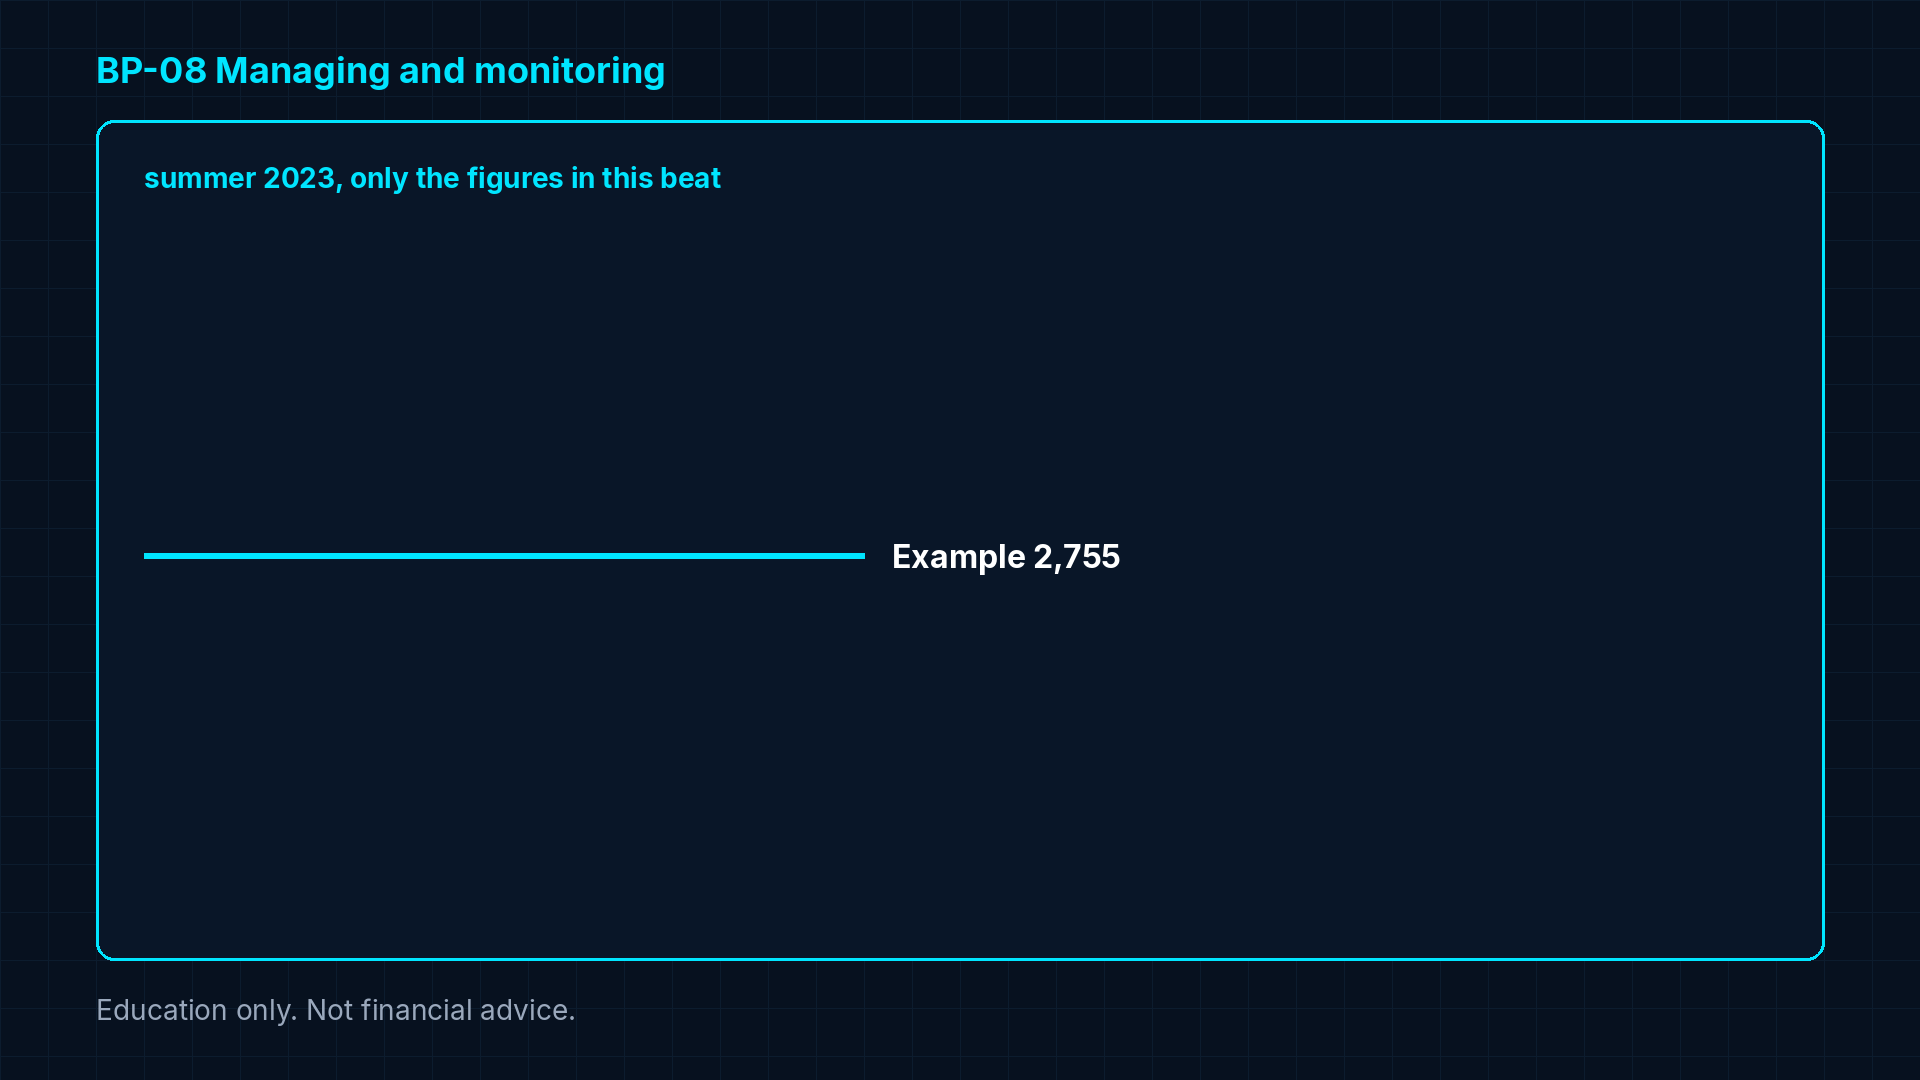 BP-08 Managing and monitoring
summer 2023, only the figures in this beat
Example 2,755
Education only. Not financial advice.